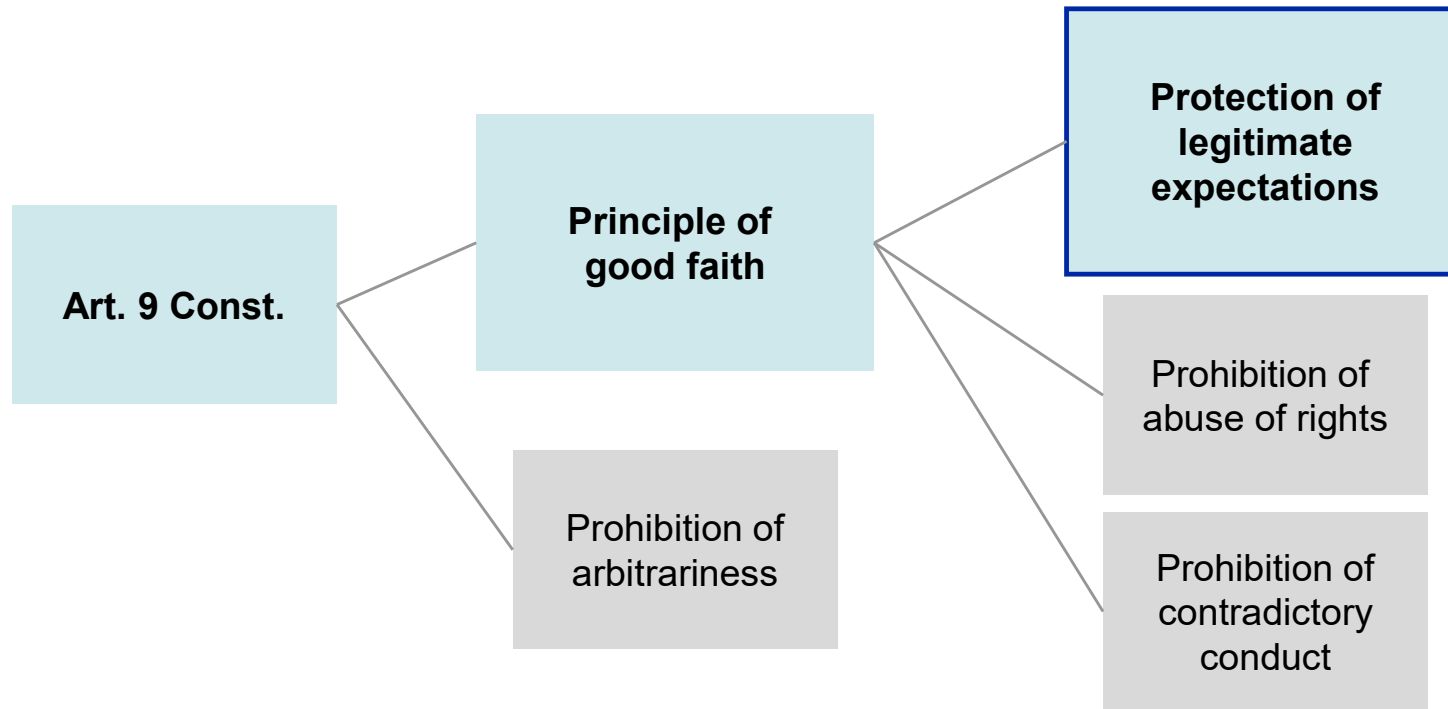 Art. 9 Const.
Principle of
good faith
Prohibition of
arbitrariness
Protection of
legitimate
expectations
Prohibition of
abuse of rights
Prohibition of
contradictory
conduct